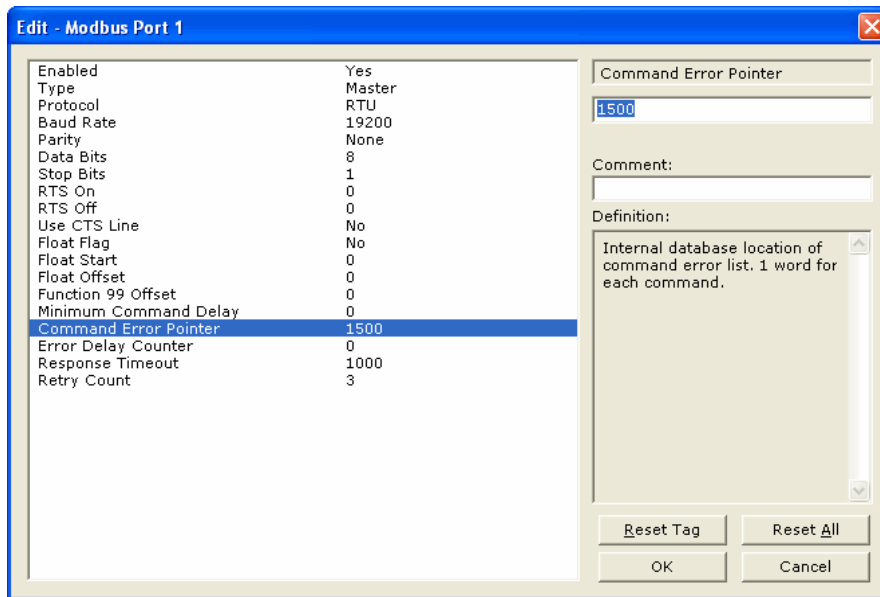 Edit - Modbus Port 1
Enabled Yes
Type Master
Protocol RTU
Baud Rate 19200
Parity None
Data Bits 8
Stop Bits 1
RTS On 0
RTS Off 0
Use CTS Line No
Float Flag No
Float Start 0
Float Offset 0
Function 99 Offset 0
Minimum Command Delay 0
Command Error Pointer 1500
Error Delay Counter 0
Response Timeout 1000
Retry Count 3
Command Error Pointer
1500
Comment:
Definition:
Internal database location of
command error list. 1 word for
each command.
Reset Tag Reset All
OK Cancel